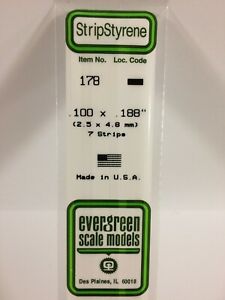 StripStyrene
Item No. Loc. Code
178
.100 x .188"
(2.5 x 4.8 mm)
7 Strips
Made in U.S.A.
evergreen
scale models
Des Plaines, IL 60018